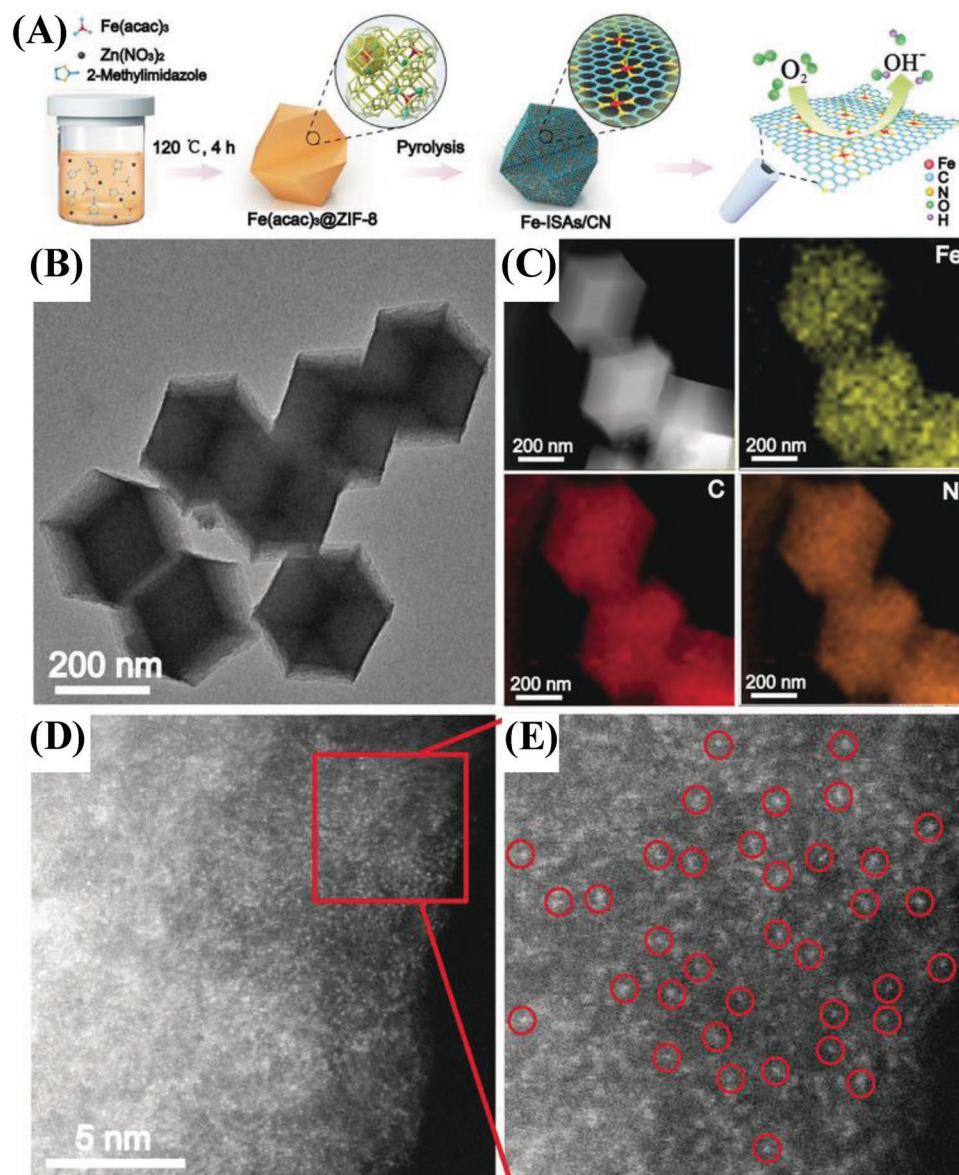 (A)
Fe(acac)₃
Zn(NO₃)₂
2-Methylimidazole
120 ℃, 4 h
Pyrolysis
O₂
OH⁻
Fe
C
N
O
H
Fe(acac)₃@ZIF-8
Fe-ISAs/CN
(B)
200 nm
(C)
200 nm
Fe
200 nm
C
200 nm
N
200 nm
(D)
5 nm
(E)